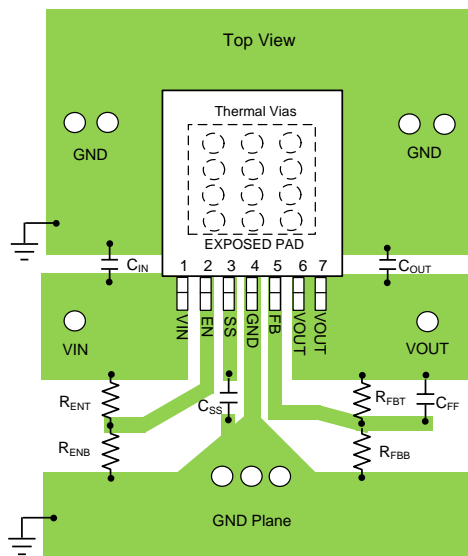 Top View
Thermal Vias
GND
GND
EXPOSED PAD
CIN
1 2 3 4 5 6 7
COUT
VIN
EN
SS
GND
FB
VOUT
VOUT
VIN
VOUT
RENT
CSS
RFBT
CFF
RENB
RFBB
GND Plane